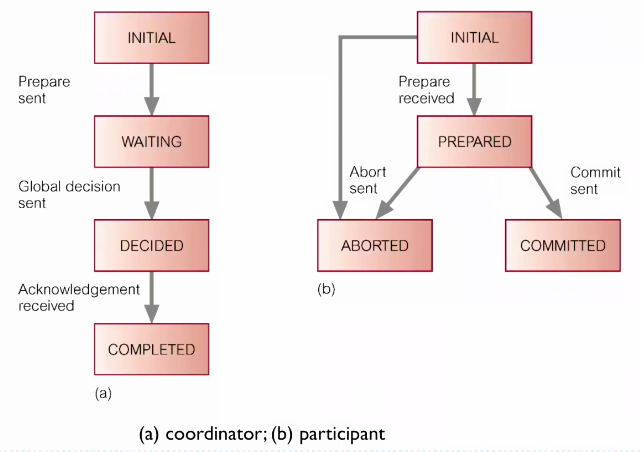 INITIAL
Prepare
sent
WAITING
Global decision
sent
DECIDED
Acknowledgement
received
COMPLETED
(a)
INITIAL
Prepare
received
PREPARED
Abort
sent
Commit
sent
ABORTED
COMMITTED
(b)
(a) coordinator; (b) participant